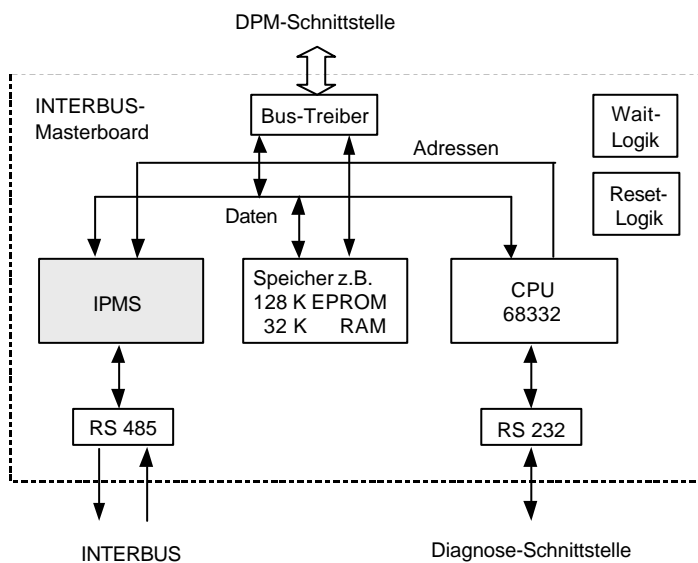 DPM-Schnittstelle
INTERBUS-
Masterboard
Bus-Treiber
Wait-
Logik
Adressen
Reset-
Logik
Daten
IPMS
Speicher z.B.
128 K EPROM
32 K RAM
CPU
68332
RS 485
RS 232
INTERBUS
Diagnose-Schnittstelle